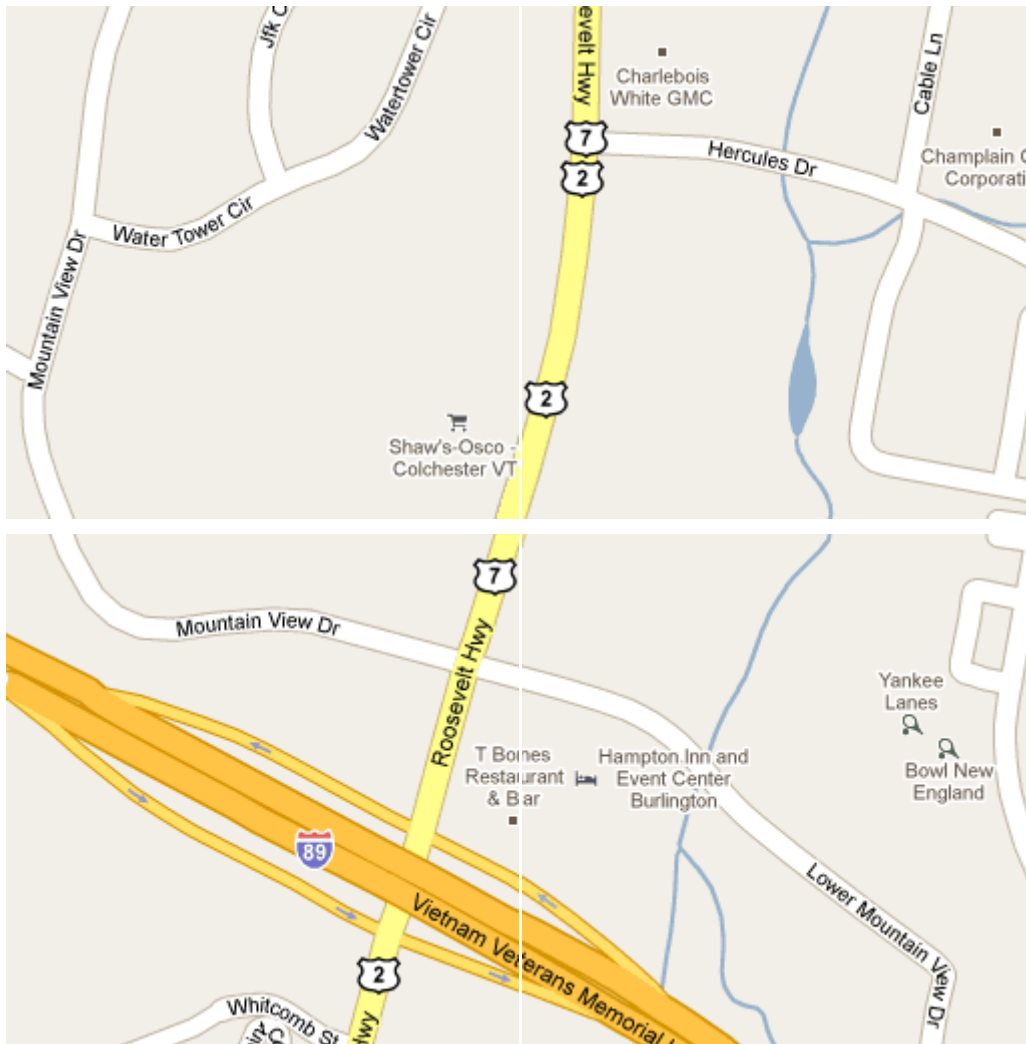 Jfk C
Watertower Cir
evelt Hwy
Charlebois
White GMC
Cable Ln
7
2
Hercules Dr
Champlain
Corporati
Water Tower Cir
Mountain View Dr
2
Shaw's-Osco -
Colchester VT
7
Mountain View Dr
Roosevelt Hwy
Yankee
Lanes
T Bones
Restaurant
& Bar
Hampton Inn and
Event Center
Burlington
Bowl New
England
89
Lower Mountain View Dr
Vietnam Veterans Memorial
2
Whitcomb St
Hwy